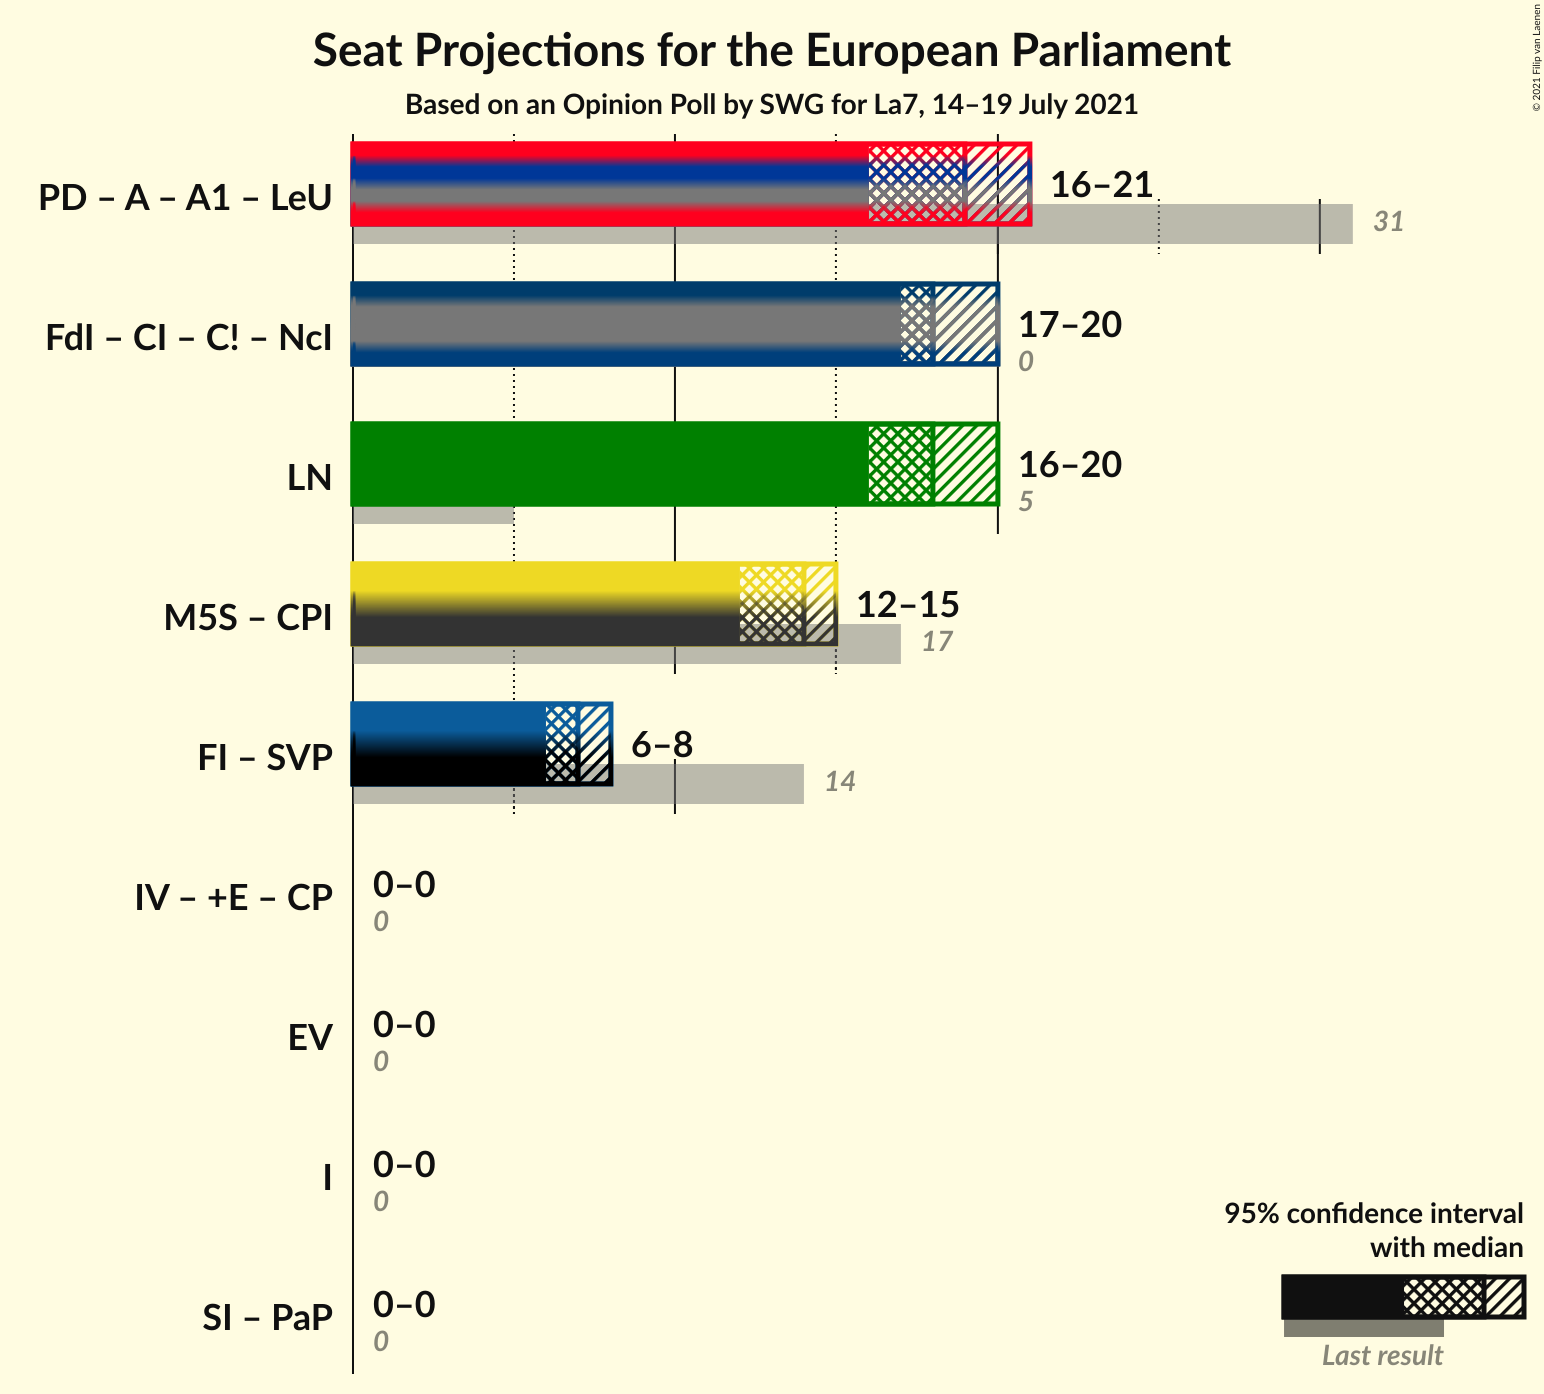 Seat Projections for the European Parliament
Based on an Opinion Poll by SWG for La7, 14–19 July 2021
© 2021 Filip van Laenen
PD – A – A1 – LeU
16–21
31
FdI – CI – C! – NcI
17–20
0
LN
16–20
5
M5S – CPI
12–15
17
FI – SVP
6–8
14
IV – +E – CP
0–0
0
EV
0–0
0
I
0–0
0
SI – PaP
0–0
0
95% confidence interval
with median
Last result